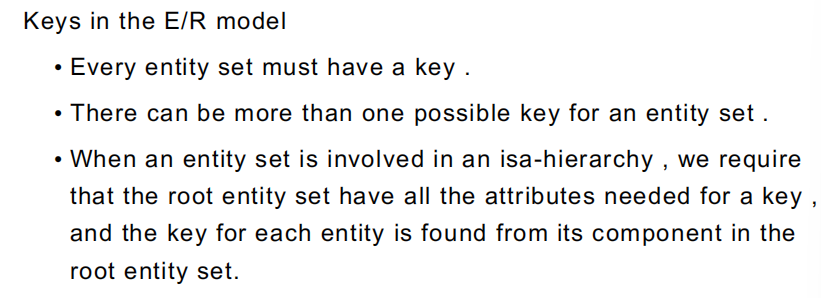 Keys in the E/R model
• Every entity set must have a key .
• There can be more than one possible key for an entity set .
• When an entity set is involved in an isa-hierarchy , we require
that the root entity set have all the attributes needed for a key ,
and the key for each entity is found from its component in the
root entity set.